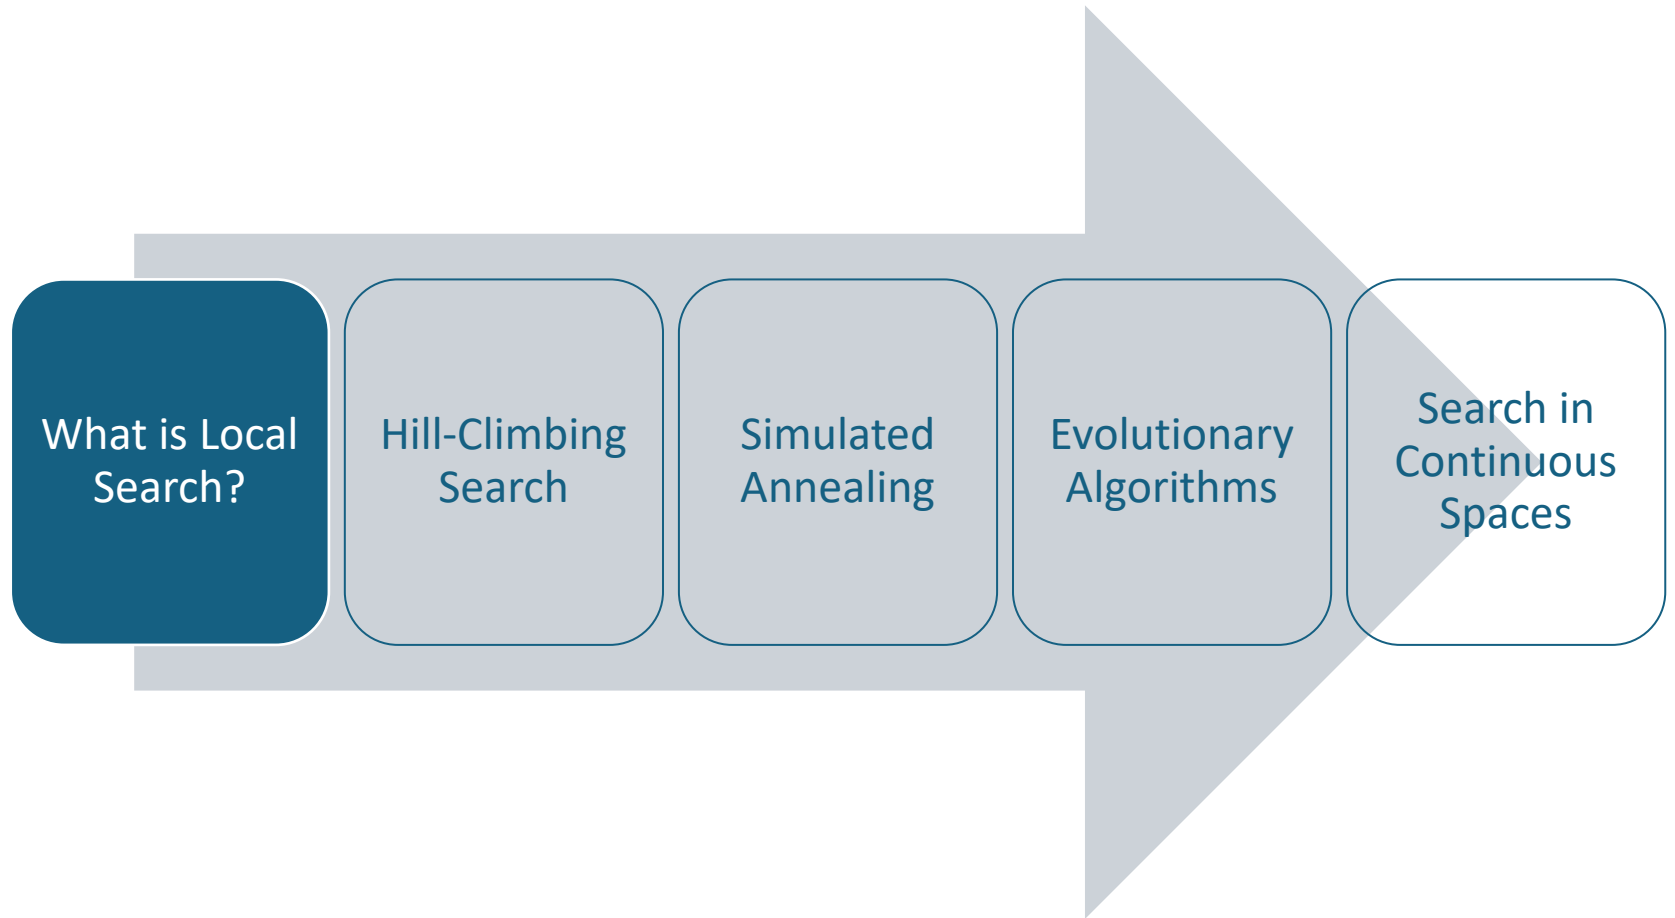 What is Local
Search?
Hill-Climbing
Search
Simulated
Annealing
Evolutionary
Algorithms
Search in
Continuous
Spaces